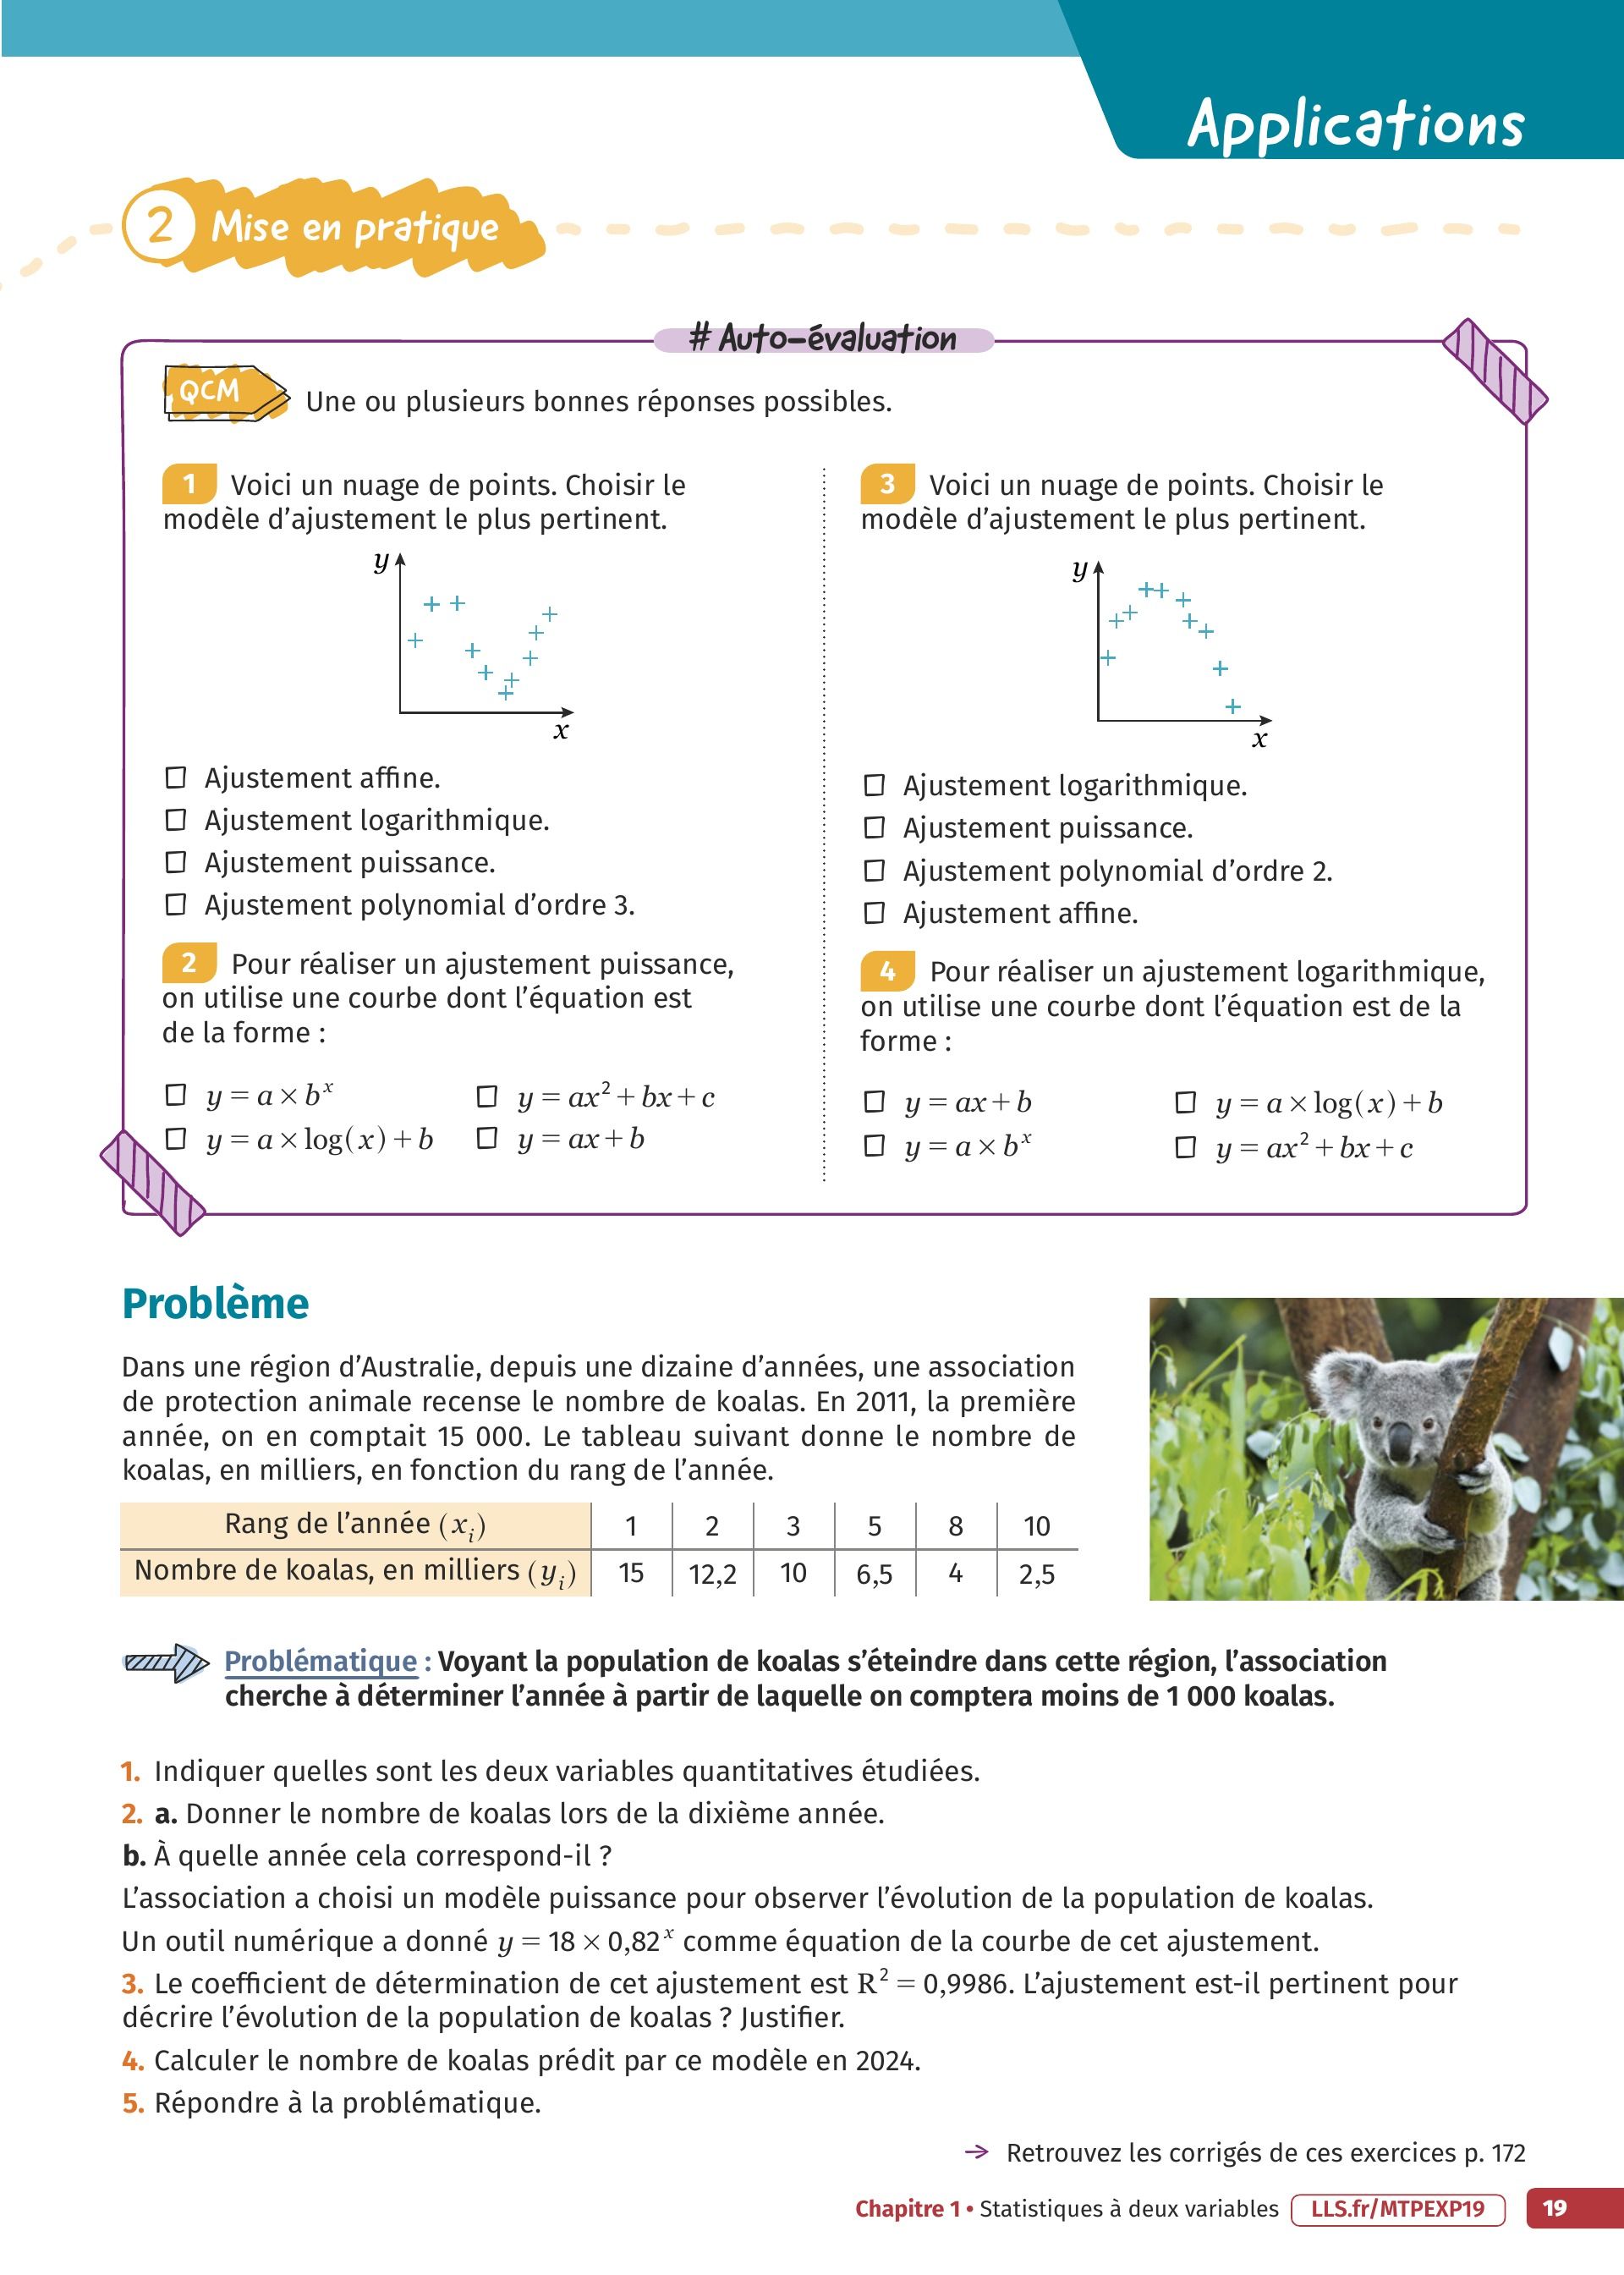 Applications
2 Mise en pratique
# Auto-évaluation
QCM Une ou plusieurs bonnes réponses possibles.
1 Voici un nuage de points. Choisir le
modèle d'ajustement le plus pertinent.
y
x
Ajustement affine.
Ajustement logarithmique.
Ajustement puissance.
Ajustement polynomial d'ordre 3.
2 Pour réaliser un ajustement puissance,
on utilise une courbe dont l'équation est
de la forme :
y = a × bˣ y = ax² + bx + c
y = a × log(x) + b y = ax + b
3 Voici un nuage de points. Choisir le
modèle d'ajustement le plus pertinent.
y
x
Ajustement logarithmique.
Ajustement puissance.
Ajustement polynomial d'ordre 2.
Ajustement affine.
4 Pour réaliser un ajustement logarithmique,
on utilise une courbe dont l'équation est de la
forme :
y = ax + b y = a × log(x) + b
y = a × bˣ y = ax² + bx + c
Problème
Dans une région d'Australie, depuis une dizaine d'années, une association
de protection animale recense le nombre de koalas. En 2011, la première
année, on en comptait 15 000. Le tableau suivant donne le nombre de
koalas, en milliers, en fonction du rang de l'année.
Rang de l'année (xᵢ) 1 2 3 5 8 10
Nombre de koalas, en milliers (yᵢ) 15 12,2 10 6,5 4 2,5
Problématique : Voyant la population de koalas s'éteindre dans cette région, l'association
cherche à déterminer l'année à partir de laquelle on comptera moins de 1 000 koalas.
1. Indiquer quelles sont les deux variables quantitatives étudiées.
2. a. Donner le nombre de koalas lors de la dixième année.
b. À quelle année cela correspond-il ?
L'association a choisi un modèle puissance pour observer l'évolution de la population de koalas.
Un outil numérique a donné y = 18 × 0,82ˣ comme équation de la courbe de cet ajustement.
3. Le coefficient de détermination de cet ajustement est R² = 0,9986. L'ajustement est-il pertinent pour
décrire l'évolution de la population de koalas ? Justifier.
4. Calculer le nombre de koalas prédit par ce modèle en 2024.
5. Répondre à la problématique.
→ Retrouvez les corrigés de ces exercices p. 172
Chapitre 1 • Statistiques à deux variables LLS.fr/MTPEXP19 19